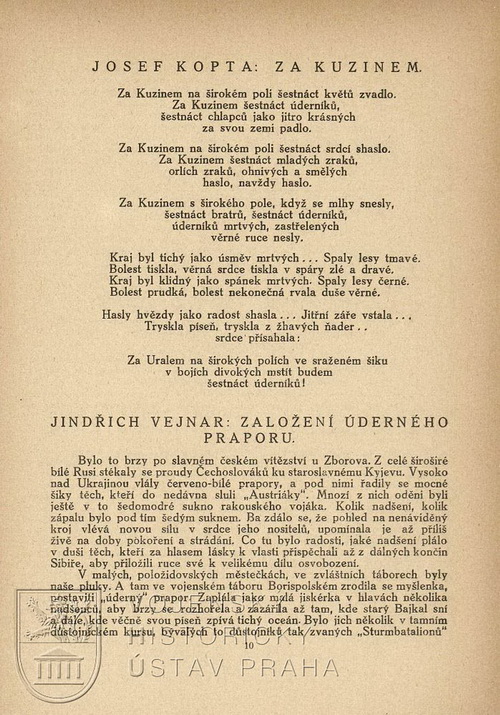 JOSEF KOPTA: ZA KUZINEM.
Za Kuzinem na širokém poli šestnáct květů zvadlo.
Za Kuzinem šestnáct úderníků,
šestnáct chlapců jako jitro krásných
za svou zemi padlo.
Za Kuzinem na širokém poli šestnáct srdcí shaslo.
Za Kuzinem šestnáct mladých zraků,
orlích zraků, ohnivých a smělých
haslo, navždy haslo.
Za Kuzinem s širokého pole, když se mlhy snesly,
šestnáct bratrů, šestnáct úderníků,
úderníků mrtvých, zastřelených
věrné ruce nesly.
Kraj byl tichý jako úsměv mrtvých... Spaly lesy tmavé.
Bolest tiskla, věrná srdce tiskla v spáry zlé a dravé.
Kraj byl klidný jako spánek mrtvých. Spaly lesy černé.
Bolest prudká, bolest nekonečná rvala duše věrné.
Hasly hvězdy jako radost shasla... Jitřní záře vstala...
Tryskla píseň, tryskla z žhavých ňader..
srdce přísahala:
Za Uralem na širokých polích ve sraženém šiku
v bojích divokých mstít budem
šestnáct úderníků!
JINDŘICH VEJNAR: ZALOŽENÍ ÚDERNÉHO
PRAPORU.
Bylo to brzy po slavném českém vítězství u Zborova. Z celé široširé
bílé Rusi stékaly se proudy Čechoslováků ku staroslavnému Kyjevu. Vysoko
nad Ukrajinou vlály červeno-bílé prapory, a pod nimi řadily se mocné
šiky těch, kteří do nedávna sluli „Austriáky“. Mnozí z nich oděni byli
ještě v to šedomodré sukno rakouského vojáka. Kolik nadšení, kolik
zápalu bylo pod tím šedým suknem. Ba zdálo se, že pohled na nenáviděný
kroj vlévá novou sílu v srdce jeho nositelů, upomínala je až příliš
živě na doby pokoření a strádání. Co tu bylo radosti, jaké nadšení plálo
v duši těch, kteří za hlasem lásky k vlasti přispěchali až z dálných končin
Sibiře, aby přiložili ruce své k velikému dílu osvobození.
V malých, položidovských městečkách, ve zvláštních táborech byly
naše pluky. A tam ve vojenském táboru Borispolském zrodila se myšlenka,
postaviti „úderný“ prapor. Zaplála jako malá jiskérka v hlavách několika
nadšenců, aby brzy se rozhořela a zazářila až tam, kde starý Bajkal sní
a dále, kde věčně svou píseň zpívá tichý oceán. Bylo jich několik v tamním
důstojnickém kursu, bývalých to důstojníků tak zvaných „Sturmbatalionů“
10
HISTORICKÝ
ÚSTAV PRAHA